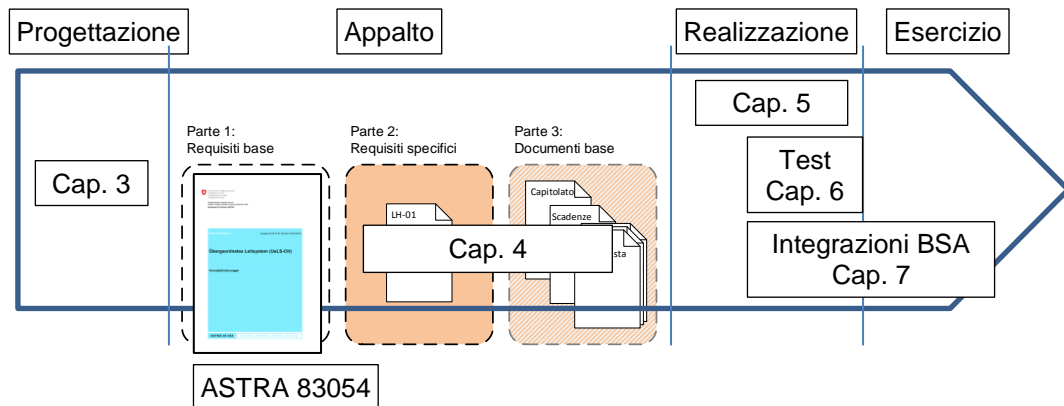 Progettazione
Appalto
Realizzazione
Esercizio
Cap. 5
Parte 1:
Requisiti base
Parte 2:
Requisiti specifici
Parte 3:
Documenti base
Cap. 3
Test
Cap. 6
LH-01
Capitolato
Scadenze
Cap. 4
Integrazioni BSA
Cap. 7
Übergeordnetes Leitsystem (UeLS-CH)
ASTRA 83054